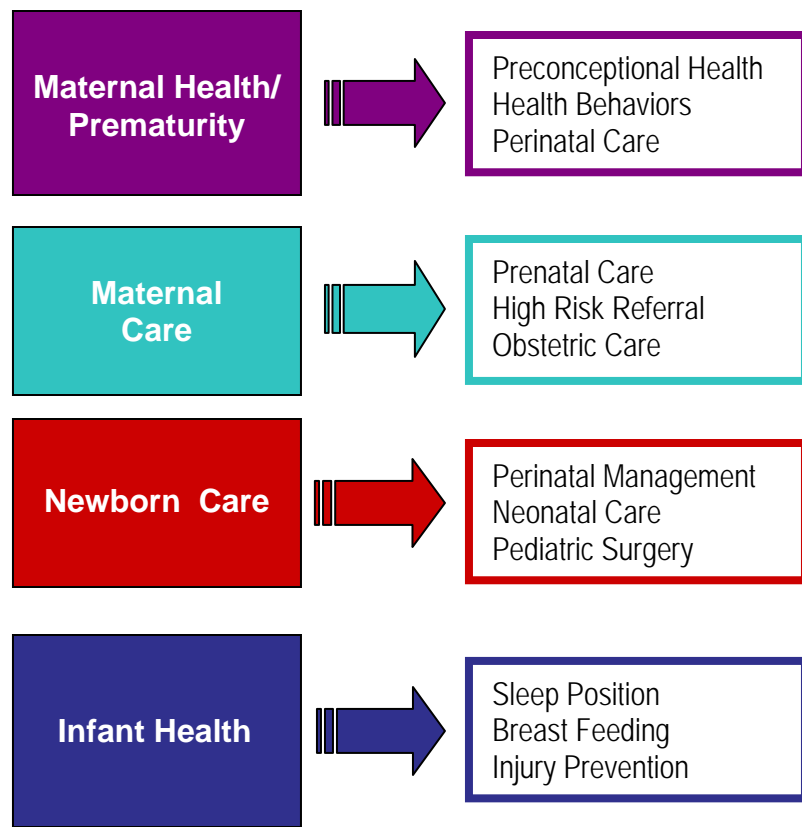 Maternal Health/
Prematurity
Preconceptional Health
Health Behaviors
Perinatal Care
Maternal
Care
Prenatal Care
High Risk Referral
Obstetric Care
Newborn Care
Perinatal Management
Neonatal Care
Pediatric Surgery
Infant Health
Sleep Position
Breast Feeding
Injury Prevention